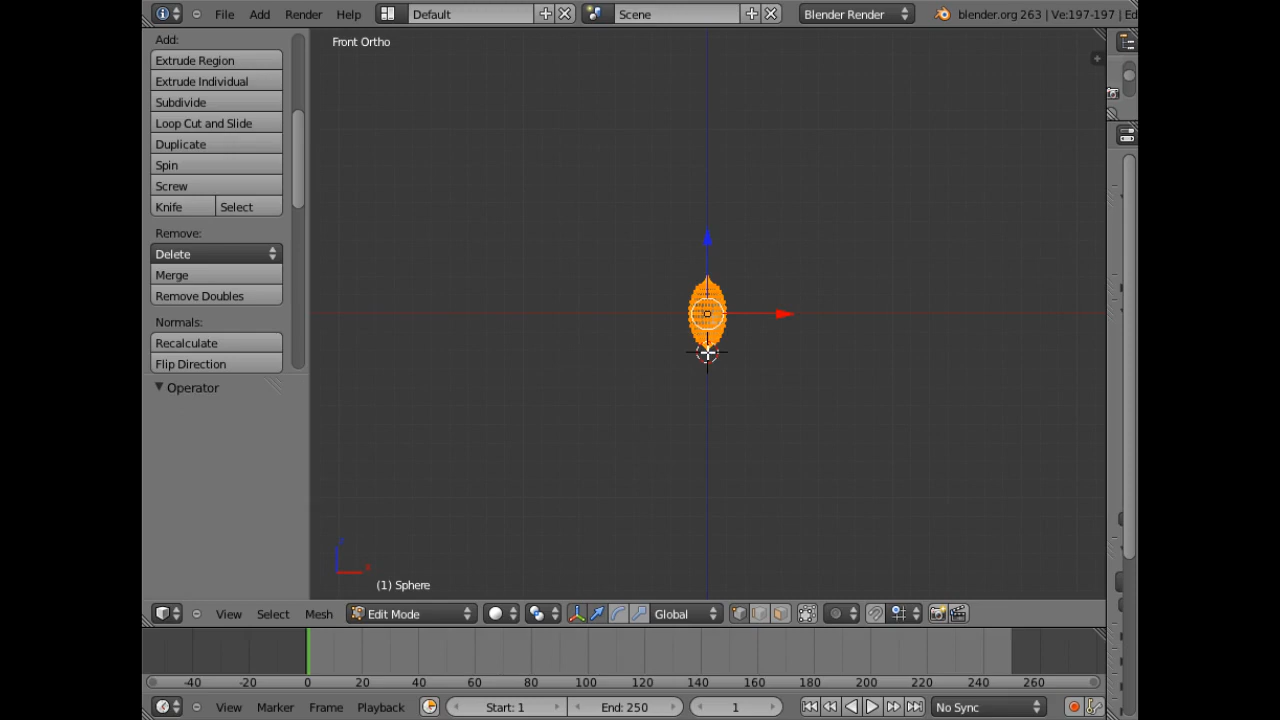 File Add Render Help Default Scene Blender Render blender.org 263 | Ve:197-197 | Ed
Add:
Extrude Region
Extrude Individual
Subdivide
Loop Cut and Slide
Duplicate
Spin
Screw
Knife Select
Remove:
Delete
Merge
Remove Doubles
Normals:
Recalculate
Flip Direction
Operator
Front Ortho
(1) Sphere
View Select Mesh Edit Mode Global
-40 -20 0 20 40 60 80 100 120 140 160 180 200 220 240 260
View Marker Frame Playback Start: 1 End: 250 1 No Sync